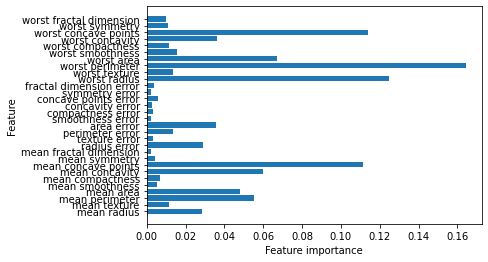 worst fractal dimension
worst symmetry
worst concave points
worst concavity
worst compactness
worst smoothness
worst area
worst perimeter
worst texture
worst radius
fractal dimension error
symmetry error
concave points error
concavity error
compactness error
smoothness error
area error
perimeter error
texture error
radius error
mean fractal dimension
mean symmetry
mean concave points
mean concavity
mean compactness
mean smoothness
mean area
mean perimeter
mean texture
mean radius
Feature
0.00 0.02 0.04 0.06 0.08 0.10 0.12 0.14 0.16
Feature importance